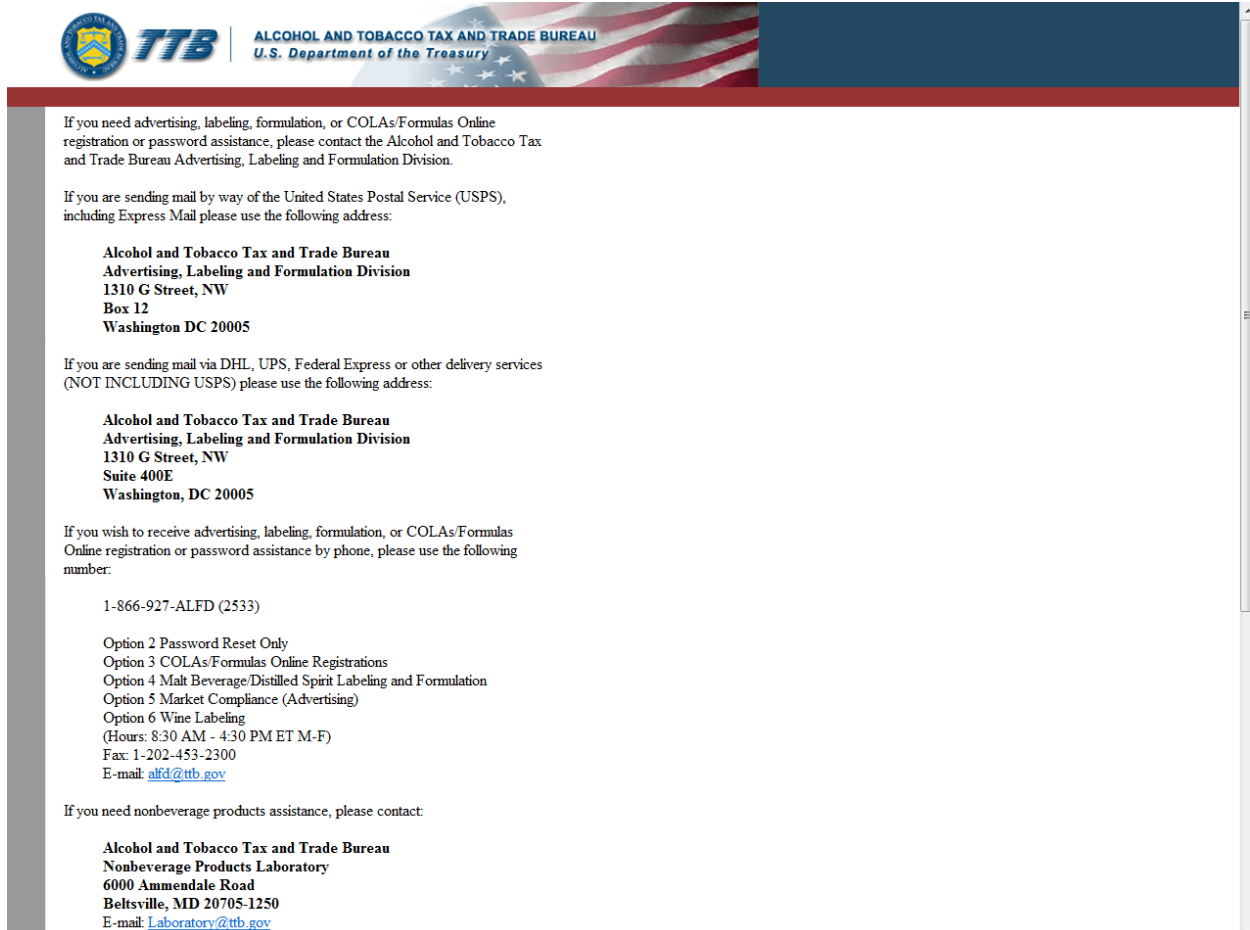 TTB
ALCOHOL AND TOBACCO TAX AND TRADE BUREAU
U.S. Department of the Treasury
If you need advertising, labeling, formulation, or COLAs/Formulas Online
registration or password assistance, please contact the Alcohol and Tobacco Tax
and Trade Bureau Advertising, Labeling and Formulation Division.
If you are sending mail by way of the United States Postal Service (USPS),
including Express Mail please use the following address:
Alcohol and Tobacco Tax and Trade Bureau
Advertising, Labeling and Formulation Division
1310 G Street, NW
Box 12
Washington DC 20005
If you are sending mail via DHL, UPS, Federal Express or other delivery services
(NOT INCLUDING USPS) please use the following address:
Alcohol and Tobacco Tax and Trade Bureau
Advertising, Labeling and Formulation Division
1310 G Street, NW
Suite 400E
Washington, DC 20005
If you wish to receive advertising, labeling, formulation, or COLAs/Formulas
Online registration or password assistance by phone, please use the following
number:
1-866-927-ALFD (2533)
Option 2 Password Reset Only
Option 3 COLAs/Formulas Online Registrations
Option 4 Malt Beverage/Distilled Spirit Labeling and Formulation
Option 5 Market Compliance (Advertising)
Option 6 Wine Labeling
(Hours: 8:30 AM - 4:30 PM ET M-F)
Fax: 1-202-453-2300
E-mail: alfd@ttb.gov
If you need nonbeverage products assistance, please contact:
Alcohol and Tobacco Tax and Trade Bureau
Nonbeverage Products Laboratory
6000 Ammendale Road
Beltsville, MD 20705-1250
E-mail: Laboratory@ttb.gov